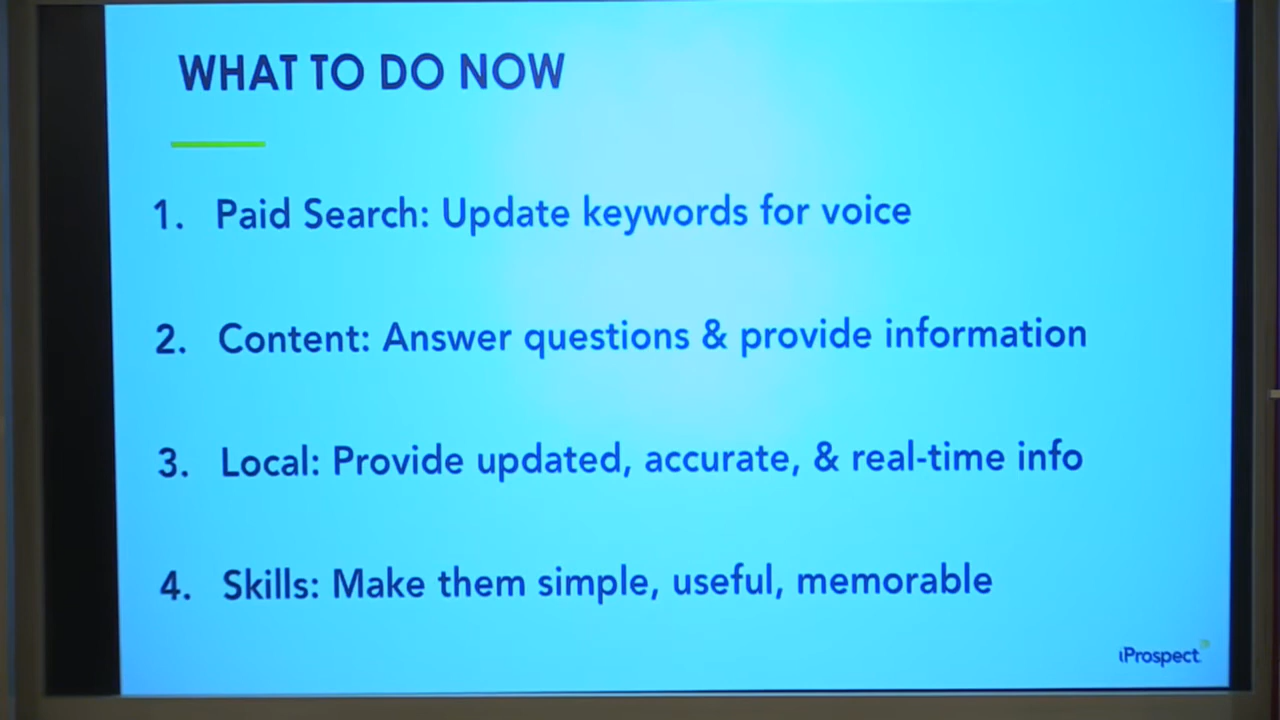 WHAT TO DO NOW
1. Paid Search: Update keywords for voice
2. Content: Answer questions & provide information
3. Local: Provide updated, accurate, & real-time info
4. Skills: Make them simple, useful, memorable
iProspect